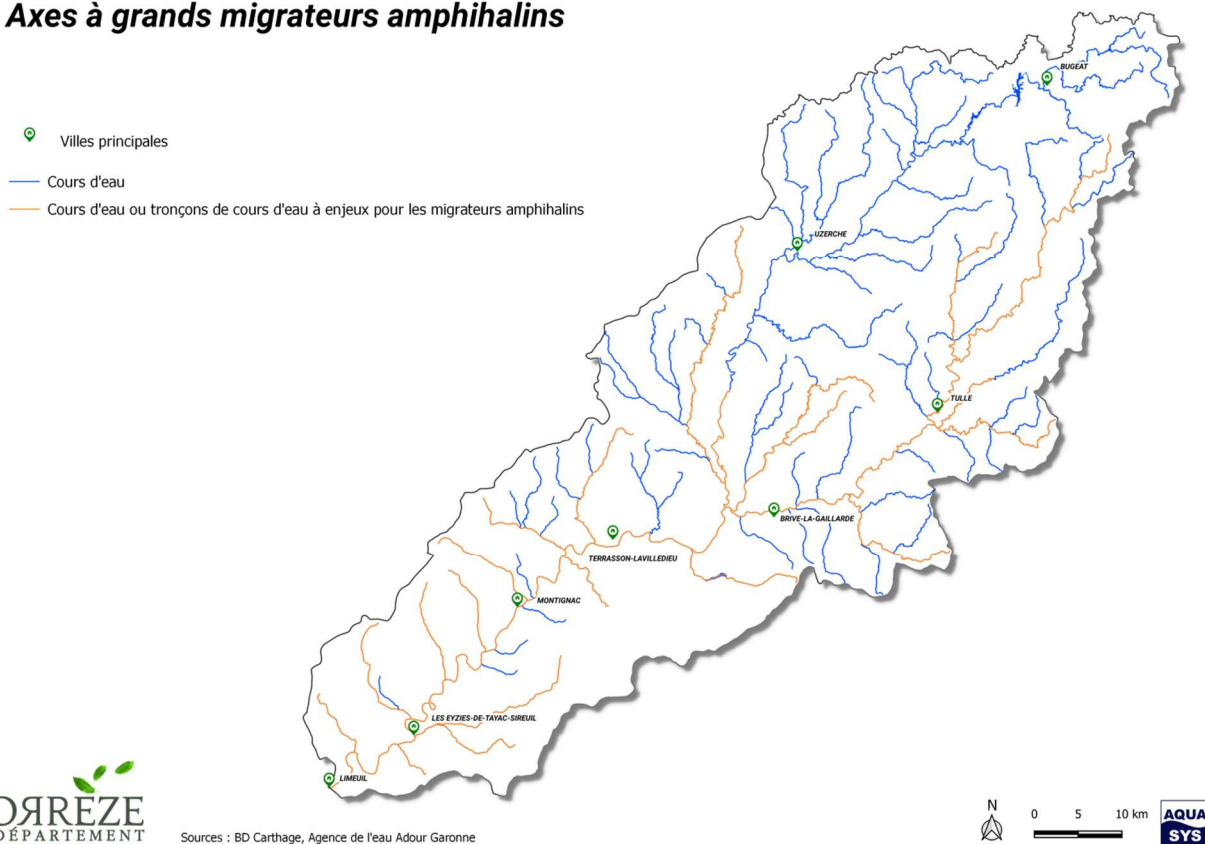 Axes à grands migrateurs amphihalins
Villes principales
Cours d'eau
Cours d'eau ou tronçons de cours d'eau à enjeux pour les migrateurs amphihalins
BUGEAT
UZERCHE
TULLE
BRIVE-LA-GAILLARDE
TERRASSON-LAVILLEDIEU
MONTIGNAC
LES EYZIES-DE-TAYAC-SIREUIL
LIMEUIL
ORRÈZE
DÉPARTEMENT
Sources : BD Carthage, Agence de l'eau Adour Garonne
N
0 5 10 km
AQUA
SYS